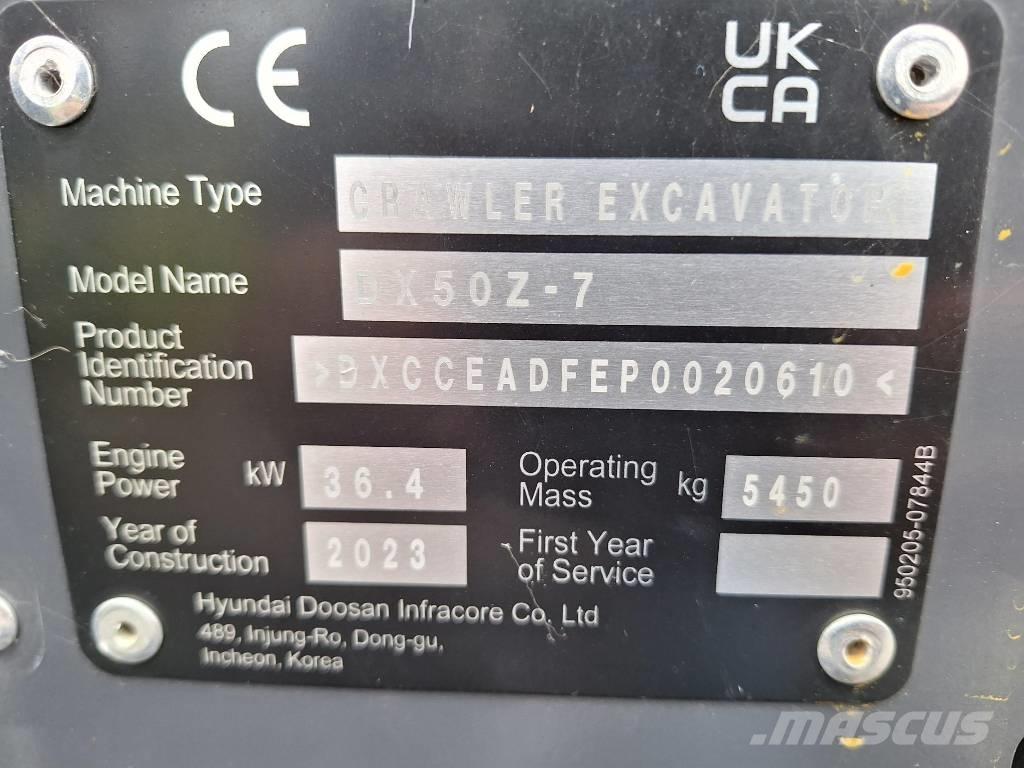 CE
UK
CA
Machine Type CRAWLER EXCAVATOR
Model Name DX50Z-7
Product
Identification
Number >DXCCEADFEP0020610<
Engine
Power kW 36.4
Operating
Mass kg 5450
Year of
Construction 2023
First Year
of Service
Hyundai Doosan Infracore Co, Ltd
489, Injung-Ro, Dong-gu,
Incheon, Korea
950205-07844B
MASCUS